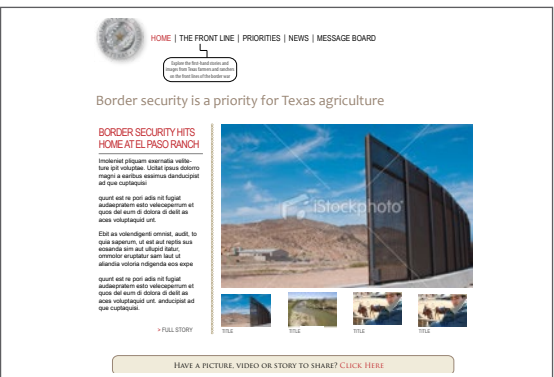 HOME | THE FRONT LINE | PRIORITIES | NEWS | MESSAGE BOARD
Explore the first-hand stories and
images from Texas farmers and ranchers
on the front lines of the border war
Border security is a priority for Texas agriculture
BORDER SECURITY HITS
HOME AT EL PASO RANCH
Imoleniet pliquam exernatia velite-
ture ipit voluptae. Ucitat ipsus dolorro
magni a earibus essimus danducipist
ad que cuptaquisi
quunt est re pori adis nit fugiat
audaepratem esto veleceperrum et
quos del eum di dolora di delit as
aces voluptaquid unt.
Ebit as volendigenti omnist, audit, to
quia saperum, ut est aut reptis sus
eosanda sim aut ullupid itatur,
ommolor eruptatur sam laut ut
aliandia voloria ndigenda eos expe
quunt est re pori adis nit fugiat
audaepratem esto veleceperrum et
quos del eum di dolora di delit as
aces voluptaquid unt. anducipist ad
que cuptaquisi.
> FULL STORY
iStockphoto
TITLE TITLE TITLE TITLE
HAVE A PICTURE, VIDEO OR STORY TO SHARE? CLICK HERE